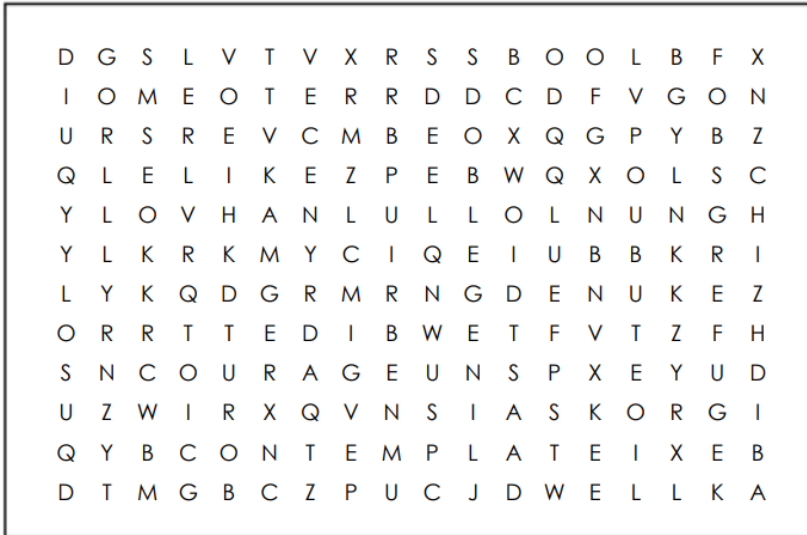 D G S L V T V X R S S B O O L B F X
I O M E O T E R R D D C D F V G O N
U R S R E V C M B E O X Q G P Y B Z
Q L E L I K E Z P E B W Q X O L S C
Y L O V H A N L U L L O L N U N G H
Y L K R K M Y C I Q E I U B B K R I
L Y K Q D G R M R N G D E N U K E Z
O R R T T E D I B W E T F V T Z F H
S N C O U R A G E U N S P X E Y U D
U Z W I R X Q V N S I A S K O R G I
Q Y B C O N T E M P L A T E I X E B
D T M G B C Z P U C J D W E L L K A